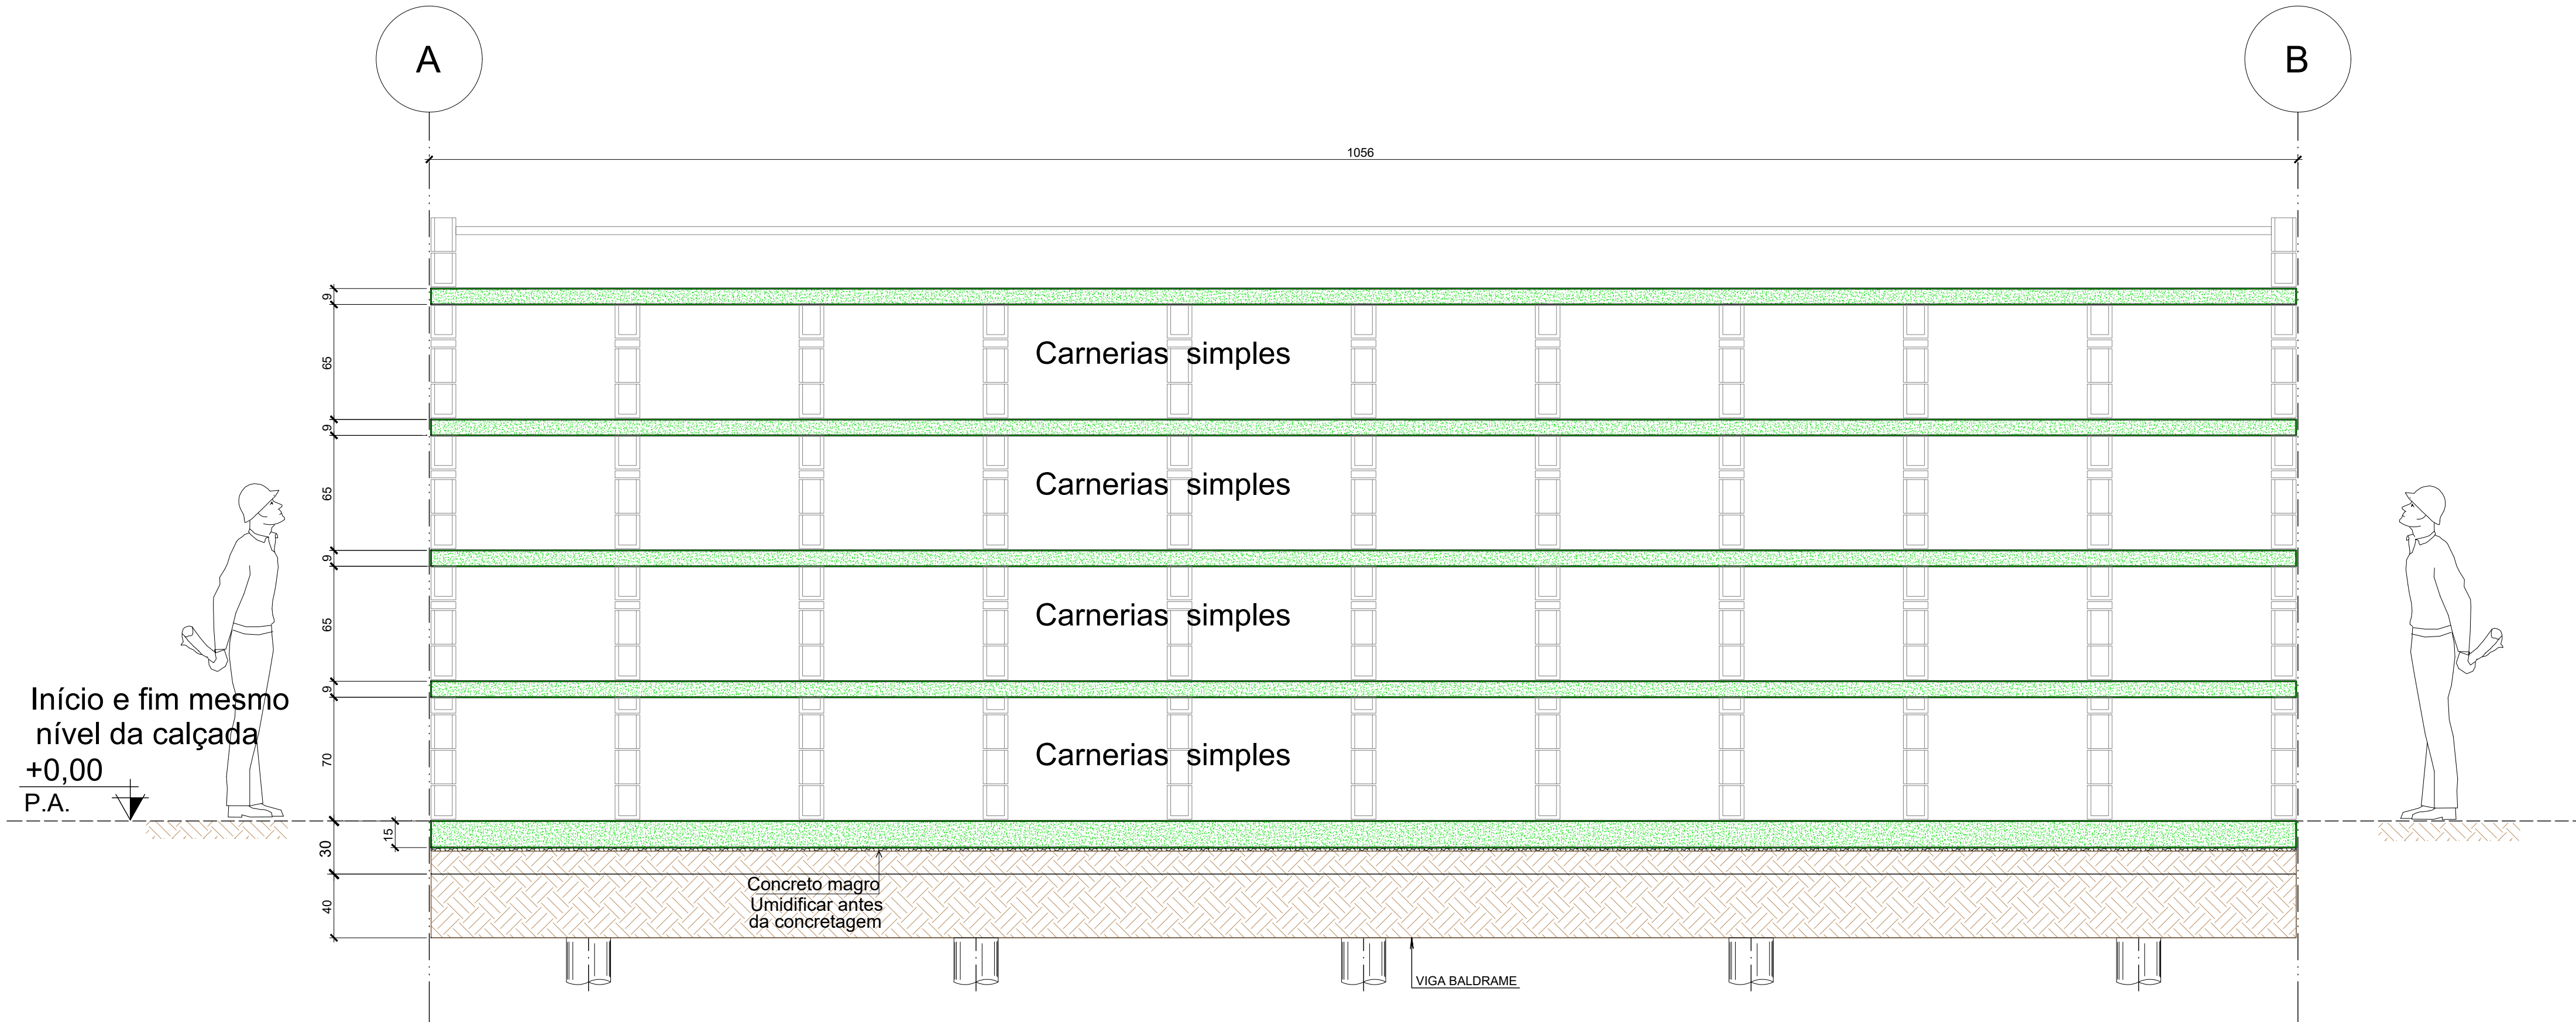 A
B
1056
9
65
Carnerias simples
9
65
Carnerias simples
9
65
Carnerias simples
9
70
Carnerias simples
Início e fim mesmo
nível da calçada
+0,00
P.A.
15
30
40
Concreto magro
Umidificar antes
da concretagem
VIGA BALDRAME